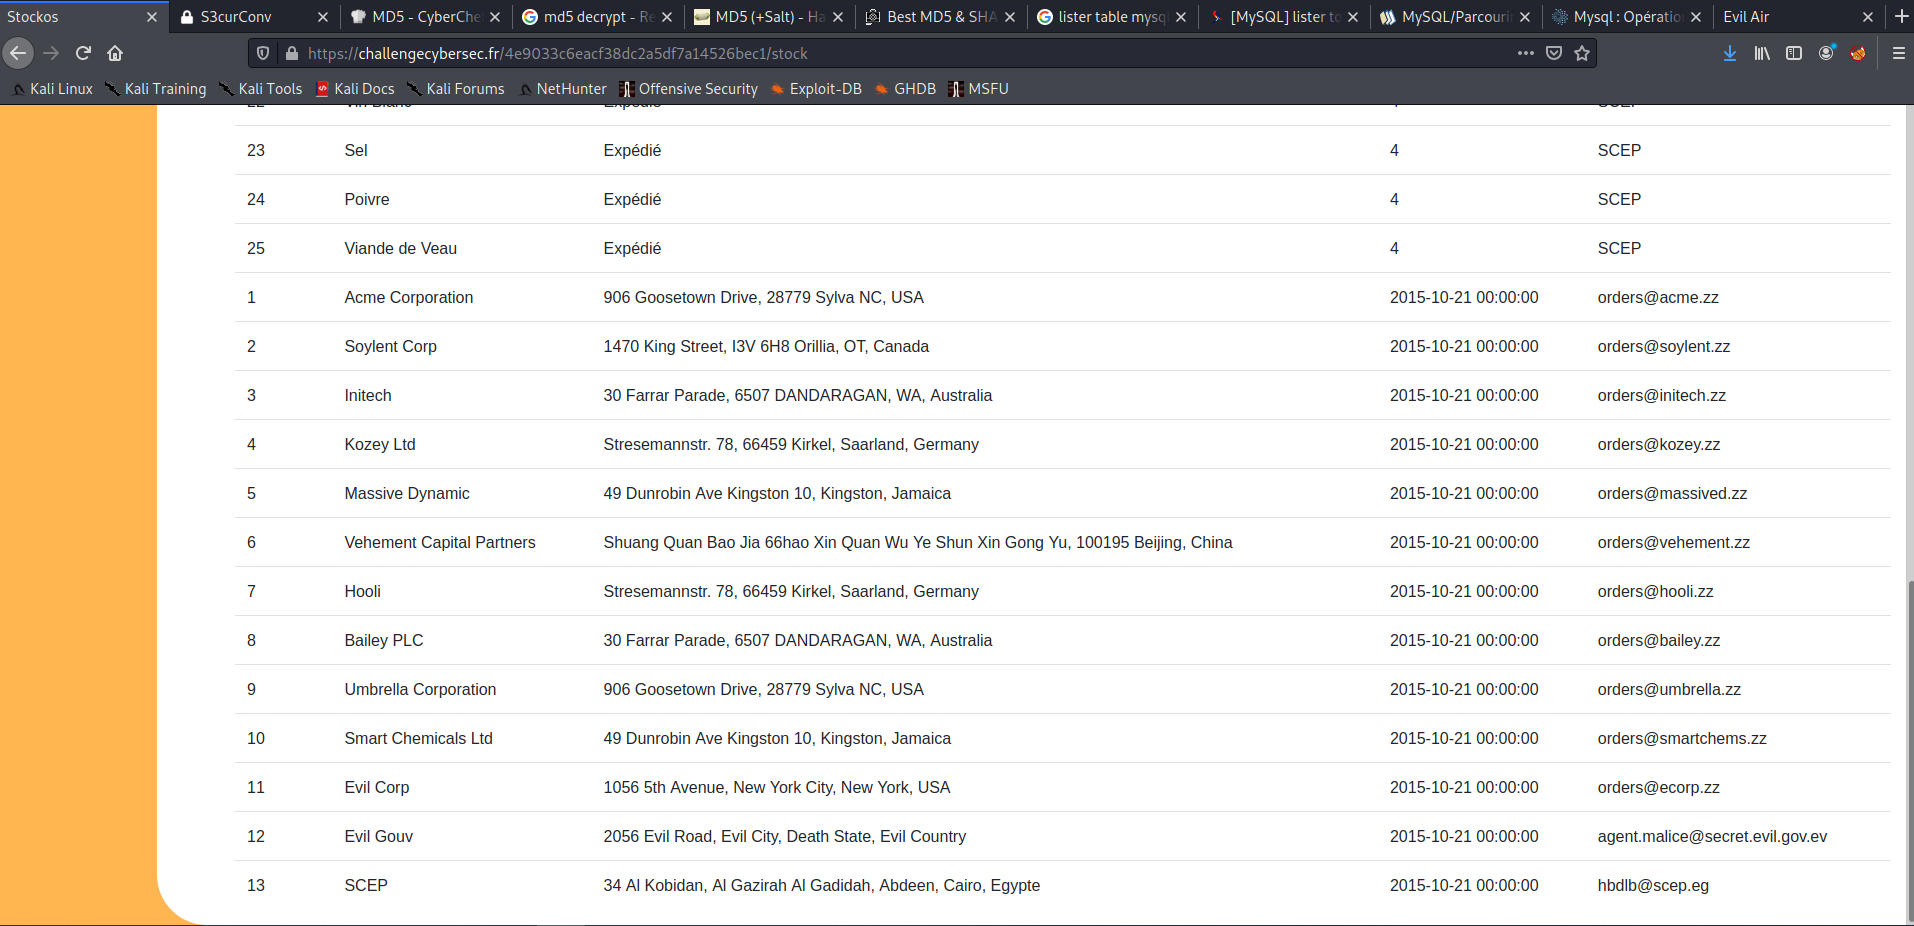 Stockos S3curConv MD5 - CyberChe md5 decrypt - Re MD5 (+Salt) - Ha Best MD5 & SHA lister table mysq [MySQL] lister to MySQL/Parcouri Mysql : Opératio Evil Air
https://challengecybersec.fr/4e9033c6eacf38dc2a5df7a14526bec1/stock
Kali Linux Kali Training Kali Tools Kali Docs Kali Forums NetHunter Offensive Security Exploit-DB GHDB MSFU
22 Vin Blanc Expédié 4 SCEP
23 Sel Expédié 4 SCEP
24 Poivre Expédié 4 SCEP
25 Viande de Veau Expédié 4 SCEP
1 Acme Corporation 906 Goosetown Drive, 28779 Sylva NC, USA 2015-10-21 00:00:00 orders@acme.zz
2 Soylent Corp 1470 King Street, I3V 6H8 Orillia, OT, Canada 2015-10-21 00:00:00 orders@soylent.zz
3 Initech 30 Farrar Parade, 6507 DANDARAGAN, WA, Australia 2015-10-21 00:00:00 orders@initech.zz
4 Kozey Ltd Stresemannstr. 78, 66459 Kirkel, Saarland, Germany 2015-10-21 00:00:00 orders@kozey.zz
5 Massive Dynamic 49 Dunrobin Ave Kingston 10, Kingston, Jamaica 2015-10-21 00:00:00 orders@massived.zz
6 Vehement Capital Partners Shuang Quan Bao Jia 66hao Xin Quan Wu Ye Shun Xin Gong Yu, 100195 Beijing, China 2015-10-21 00:00:00 orders@vehement.zz
7 Hooli Stresemannstr. 78, 66459 Kirkel, Saarland, Germany 2015-10-21 00:00:00 orders@hooli.zz
8 Bailey PLC 30 Farrar Parade, 6507 DANDARAGAN, WA, Australia 2015-10-21 00:00:00 orders@bailey.zz
9 Umbrella Corporation 906 Goosetown Drive, 28779 Sylva NC, USA 2015-10-21 00:00:00 orders@umbrella.zz
10 Smart Chemicals Ltd 49 Dunrobin Ave Kingston 10, Kingston, Jamaica 2015-10-21 00:00:00 orders@smartchems.zz
11 Evil Corp 1056 5th Avenue, New York City, New York, USA 2015-10-21 00:00:00 orders@ecorp.zz
12 Evil Gouv 2056 Evil Road, Evil City, Death State, Evil Country 2015-10-21 00:00:00 agent.malice@secret.evil.gov.ev
13 SCEP 34 Al Kobidan, Al Gazirah Al Gadidah, Abdeen, Cairo, Egypte 2015-10-21 00:00:00 hbdlb@scep.eg